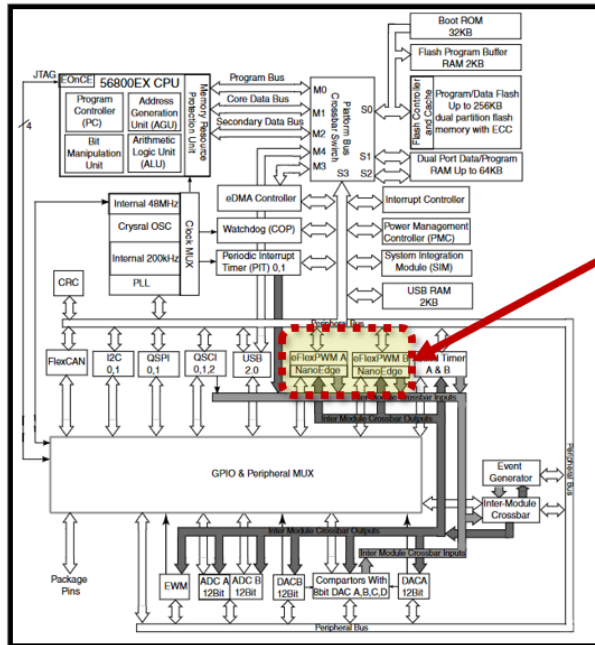 Boot ROM
32KB
Flash Program Buffer
RAM 2KB
JTAG
EOnCE
56800EX CPU
Program
Controller
(PC)
Address
Generation
Unit (AGU)
Bit
Manipulation
Unit
Arithmetic
Logic Unit
(ALU)
Memory Resource
Protection Unit
4
Program Bus
Core Data Bus
Secondary Data Bus
M0
M1
M2
M4
M3
Platform Bus
Crossbar Switch
S0
S1
S2
S3
Flash Controller
and Cache
Program/Data Flash
Up to 256KB
dual partition flash
memory with ECC
Dual Port Data/Program
RAM Up to 64KB
Internal 48MHz
Crysral OSC
Internal 200kHz
PLL
Clock MUX
eDMA Controller
Watchdog (COP)
Periodic Interrupt
Timer (PIT) 0,1
Interrupt Controller
Power Management
Controller (PMC)
System Integration
Module (SIM)
USB RAM
2KB
CRC
Peripheral Bus
FlexCAN
I2C
0,1
QSPI
0,1
QSCI
0,1,2
USB
2.0
eFlexPWM A
NanoEdge
eFlexPWM B
NanoEdge
Timer
A & B
Inter Module Crossbar Inputs
Inter Module Crossbar Outputs
GPIO & Peripheral MUX
Peripheral Bus
Event
Generator
Inter-Module
Crossbar
Inter Module Crossbar Outputs
Inter Module Crossbar Inputs
Package
Pins
EWM
ADC A
12Bit
ADC B
12Bit
DACB
12Bit
Compartors With
8bit DAC A,B,C,D
DACA
12Bit
Peripheral Bus